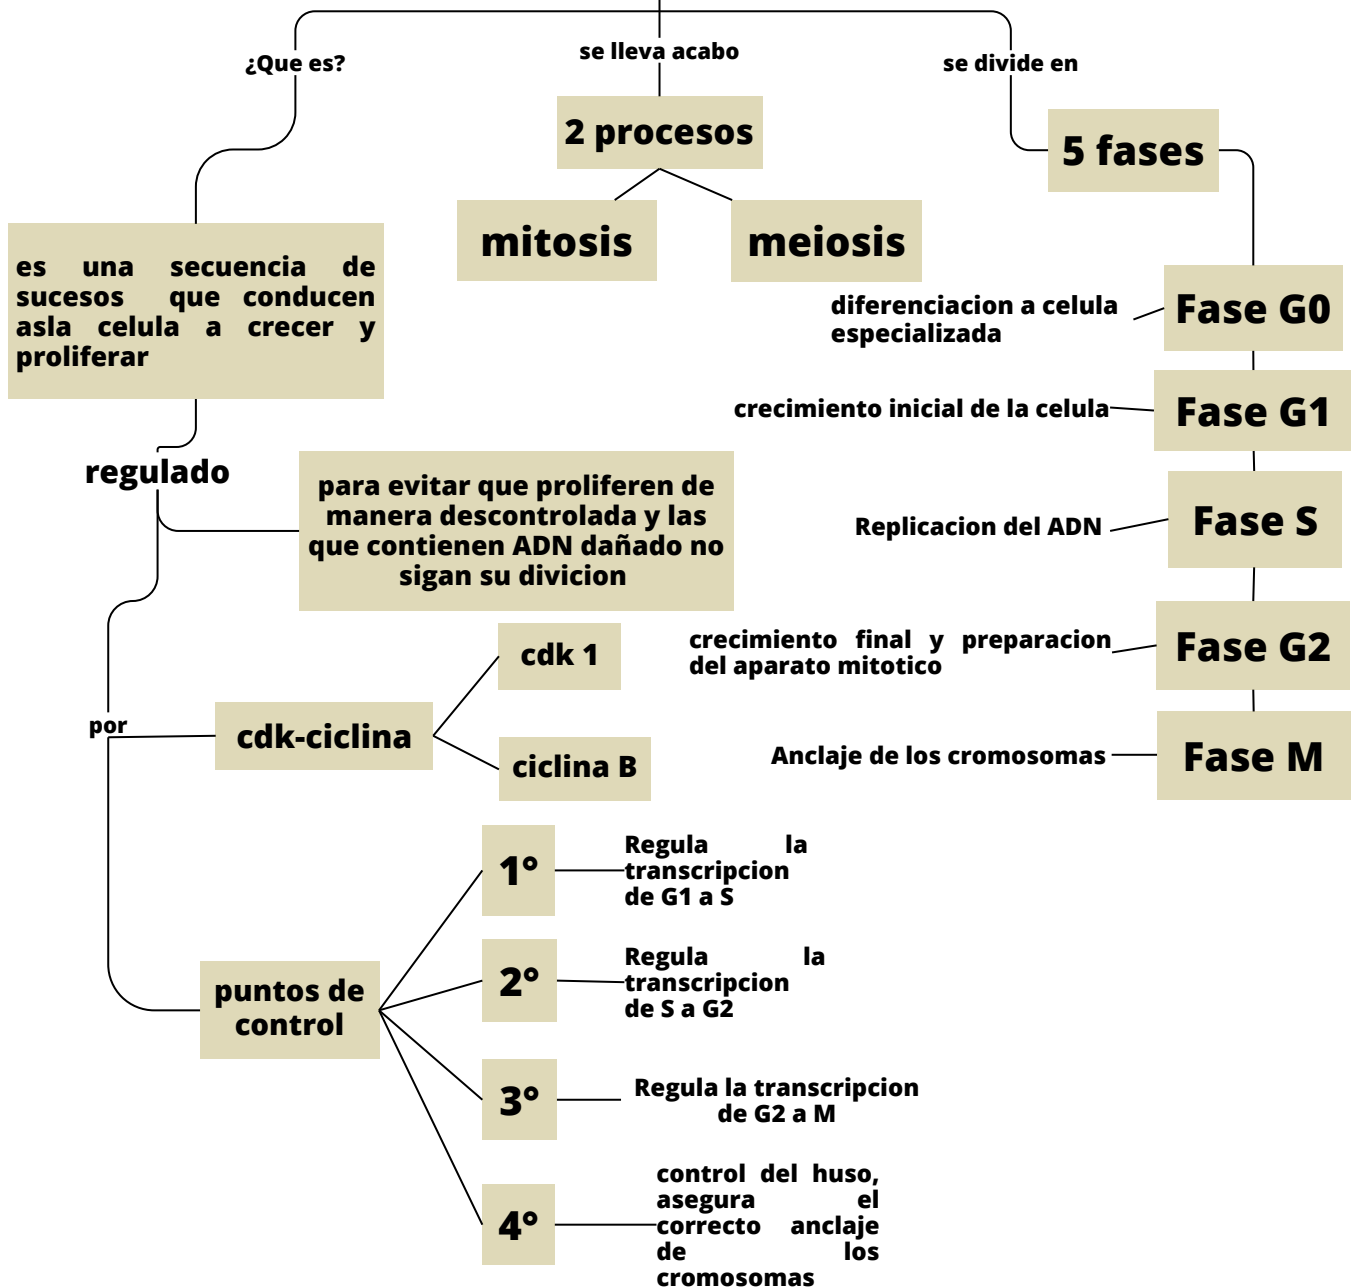 ¿Que es?
se lleva acabo
se divide en
2 procesos
5 fases
mitosis
meiosis
es una secuencia de
sucesos que conducen
asla celula a crecer y
proliferar
diferenciacion a celula
especializada
Fase G0
crecimiento inicial de la celula
Fase G1
regulado
para evitar que proliferen de
manera descontrolada y las
que contienen ADN dañado no
sigan su divicion
Replicacion del ADN
Fase S
crecimiento final y preparacion
del aparato mitotico
Fase G2
cdk 1
por
cdk-ciclina
ciclina B
Anclaje de los cromosomas
Fase M
1°
Regula la
transcripcion
de G1 a S
2°
Regula la
transcripcion
de S a G2
puntos de
control
3°
Regula la transcripcion
de G2 a M
4°
control del huso,
asegura el
correcto anclaje
de los
cromosomas